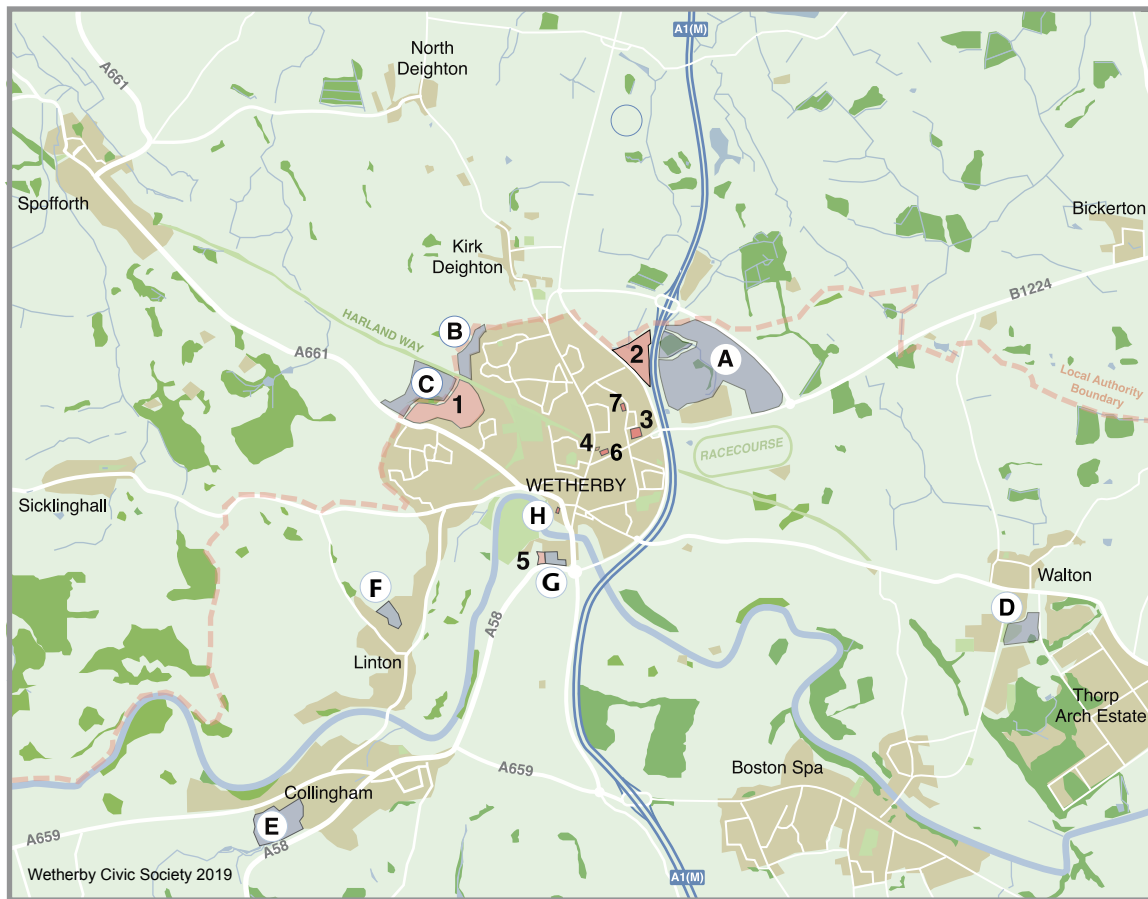 A1(M)
A661
North
Deighton
Spofforth
Bickerton
Kirk
Deighton
B1224
HARLAND WAY
B
A661
2
A
C
Local Authority
Boundary
1
7
3
4
6
RACECOURSE
WETHERBY
Sicklinghall
H
5
G
F
Walton
D
A58
Linton
Thorp
Arch Estate
A659
Boston Spa
Collingham
E
A659
A58
Wetherby Civic Society 2019
A1(M)